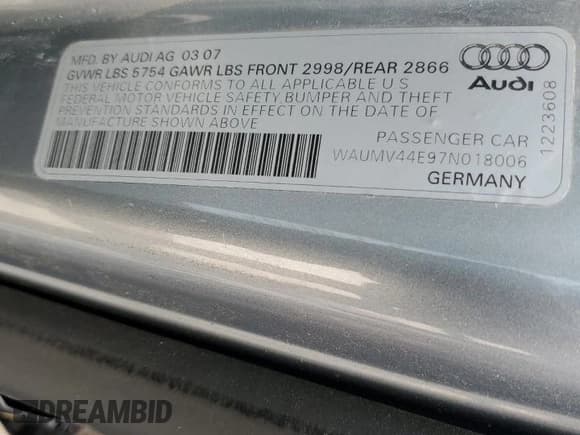 MFD. BY AUDI AG 03 07
GVWR LBS 5754 GAWR LBS FRONT 2998/REAR 2866
THIS VEHICLE CONFORMS TO ALL APPLICABLE U S
FEDERAL MOTOR VEHICLE SAFETY BUMPER AND THEFT
PREVENTION STANDARDS IN EFFECT ON THE DATE OF
MANUFACTURE SHOWN ABOVE
Audi
PASSENGER CAR
WAUMV44E97N018006
GERMANY
1223608
DREAMBID